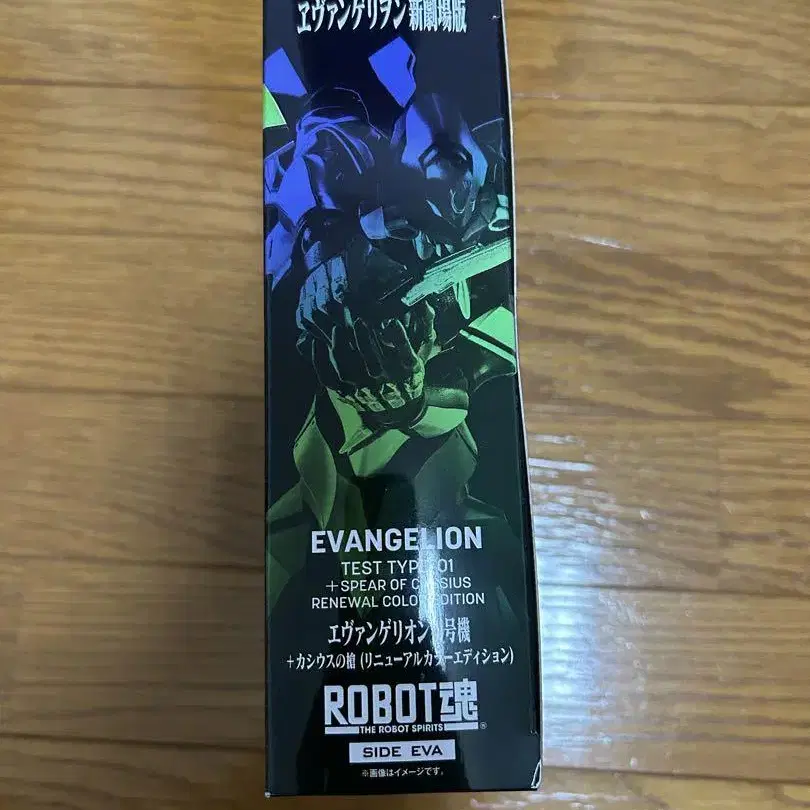 ヱヴァンゲリヲン新劇場版
EVANGELION
TEST TYPE-01
+SPEAR OF CASSIUS
RENEWAL COLOR EDITION
エヴァンゲリオン初号機
+カシウスの槍 (リニューアルカラーエディション)
ROBOT魂
THE ROBOT SPIRITS
SIDE EVA
※画像はイメージです。